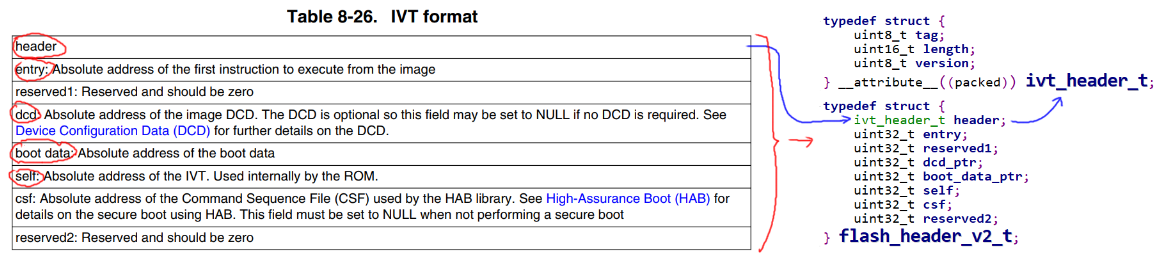 Table 8-26. IVT format
header
entry: Absolute address of the first instruction to execute from the image
reserved1: Reserved and should be zero
dcd: Absolute address of the image DCD. The DCD is optional so this field may be set to NULL if no DCD is required. See
Device Configuration Data (DCD) for further details on the DCD.
boot data: Absolute address of the boot data
self: Absolute address of the IVT. Used internally by the ROM.
csf: Absolute address of the Command Sequence File (CSF) used by the HAB library. See High-Assurance Boot (HAB) for
details on the secure boot using HAB. This field must be set to NULL when not performing a secure boot
reserved2: Reserved and should be zero
typedef struct {
uint8_t tag;
uint16_t length;
uint8_t version;
} __attribute__((packed)) ivt_header_t;
typedef struct {
ivt_header_t header;
uint32_t entry;
uint32_t reserved1;
uint32_t dcd_ptr;
uint32_t boot_data_ptr;
uint32_t self;
uint32_t csf;
uint32_t reserved2;
} flash_header_v2_t;